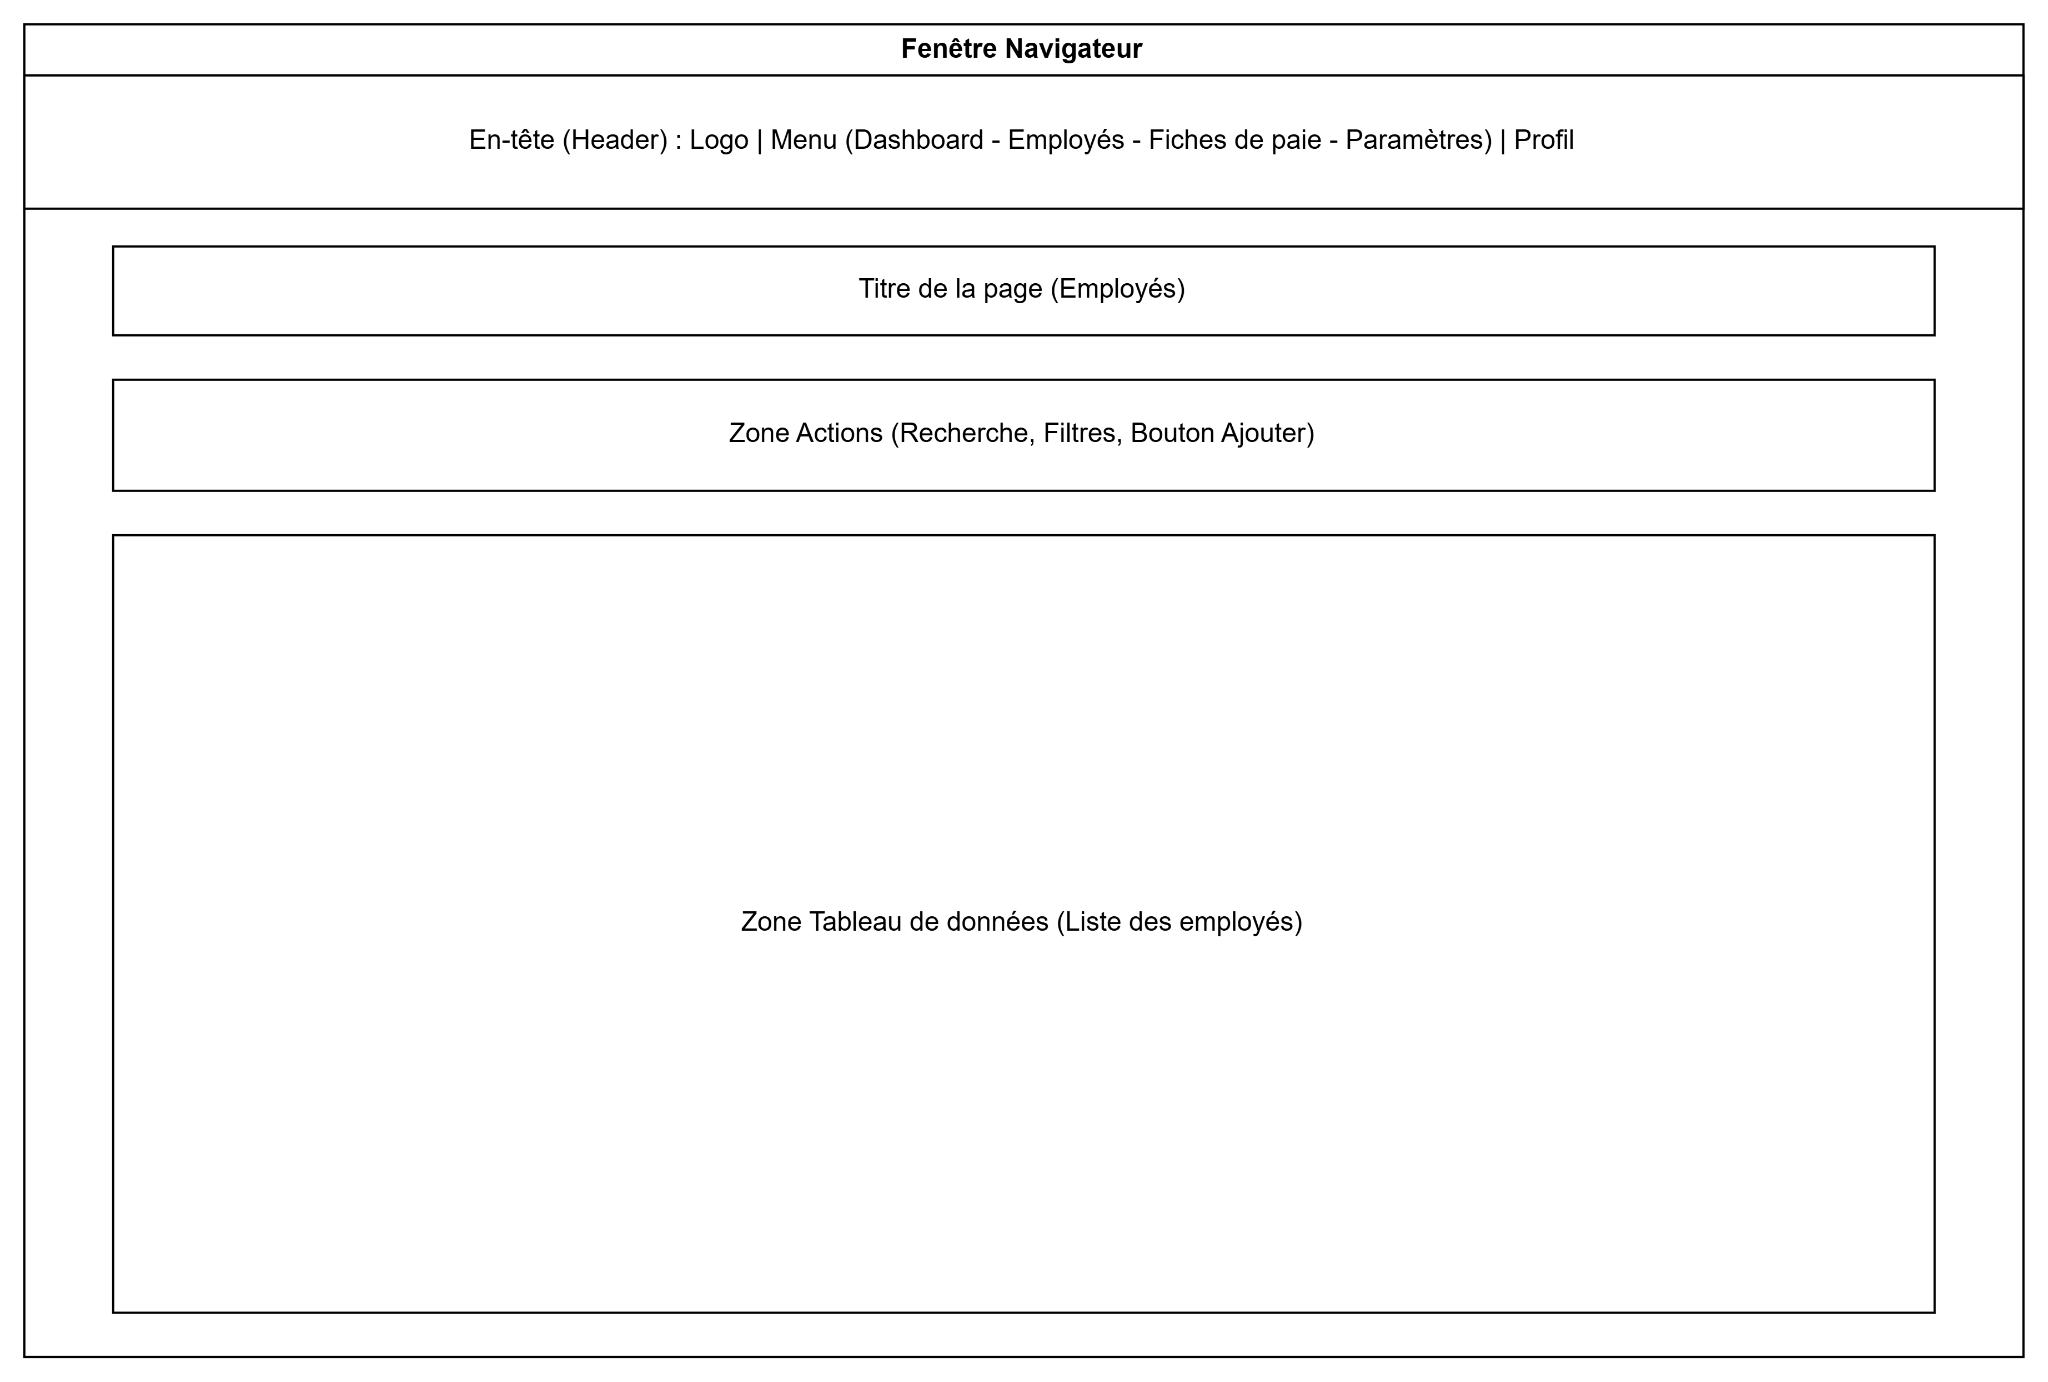 Fenêtre Navigateur
En-tête (Header) : Logo | Menu (Dashboard - Employés - Fiches de paie - Paramètres) | Profil
Titre de la page (Employés)
Zone Actions (Recherche, Filtres, Bouton Ajouter)
Zone Tableau de données (Liste des employés)